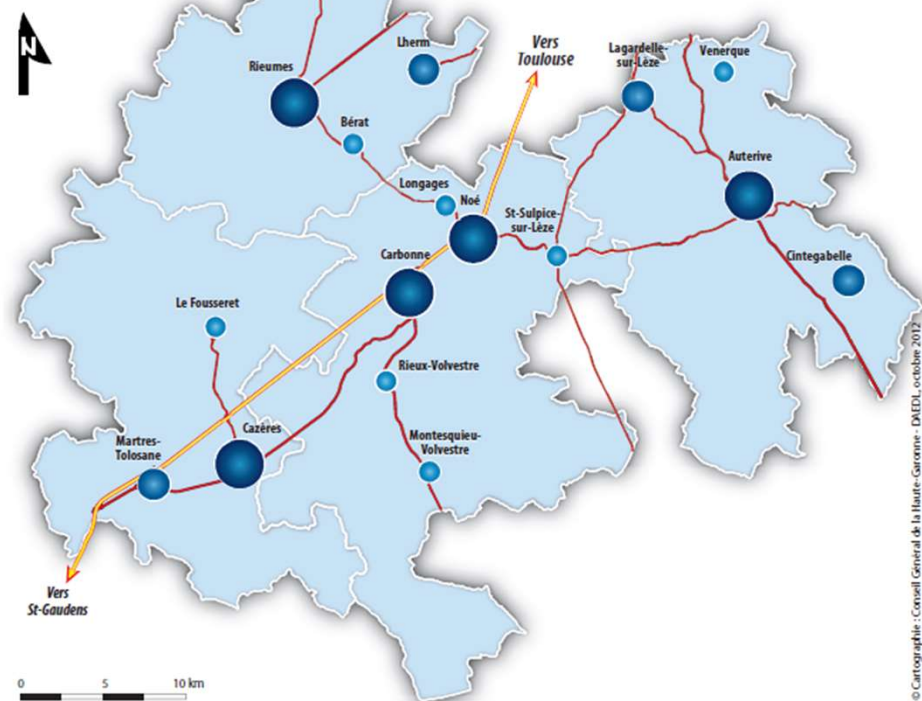 N
Lherm
Rieumes
Vers
Toulouse
Lagardelle-
sur-Lèze
Venerque
Bérat
Auterive
Longages
Noé
St-Sulpice-
sur-Lèze
Carbonne
Cintegabelle
Le Fousseret
Rieux-Volvestre
Cazères
Martres-
Tolosane
Montesquieu-
Volvestre
Vers
St-Gaudens
0 5 10 km
© Cartographie : Conseil Général de la Haute-Garonne - DAEDL, octobre 2012